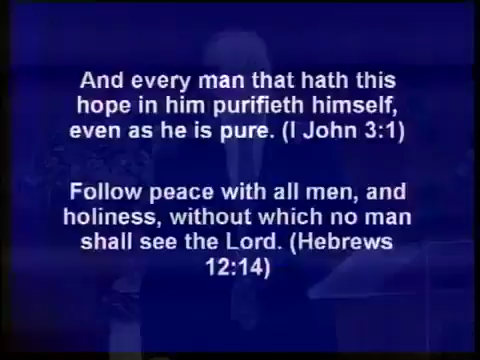 And every man that hath this
hope in him purifieth himself,
even as he is pure. (I John 3:1)
Follow peace with all men, and
holiness, without which no man
shall see the Lord. (Hebrews
12:14)